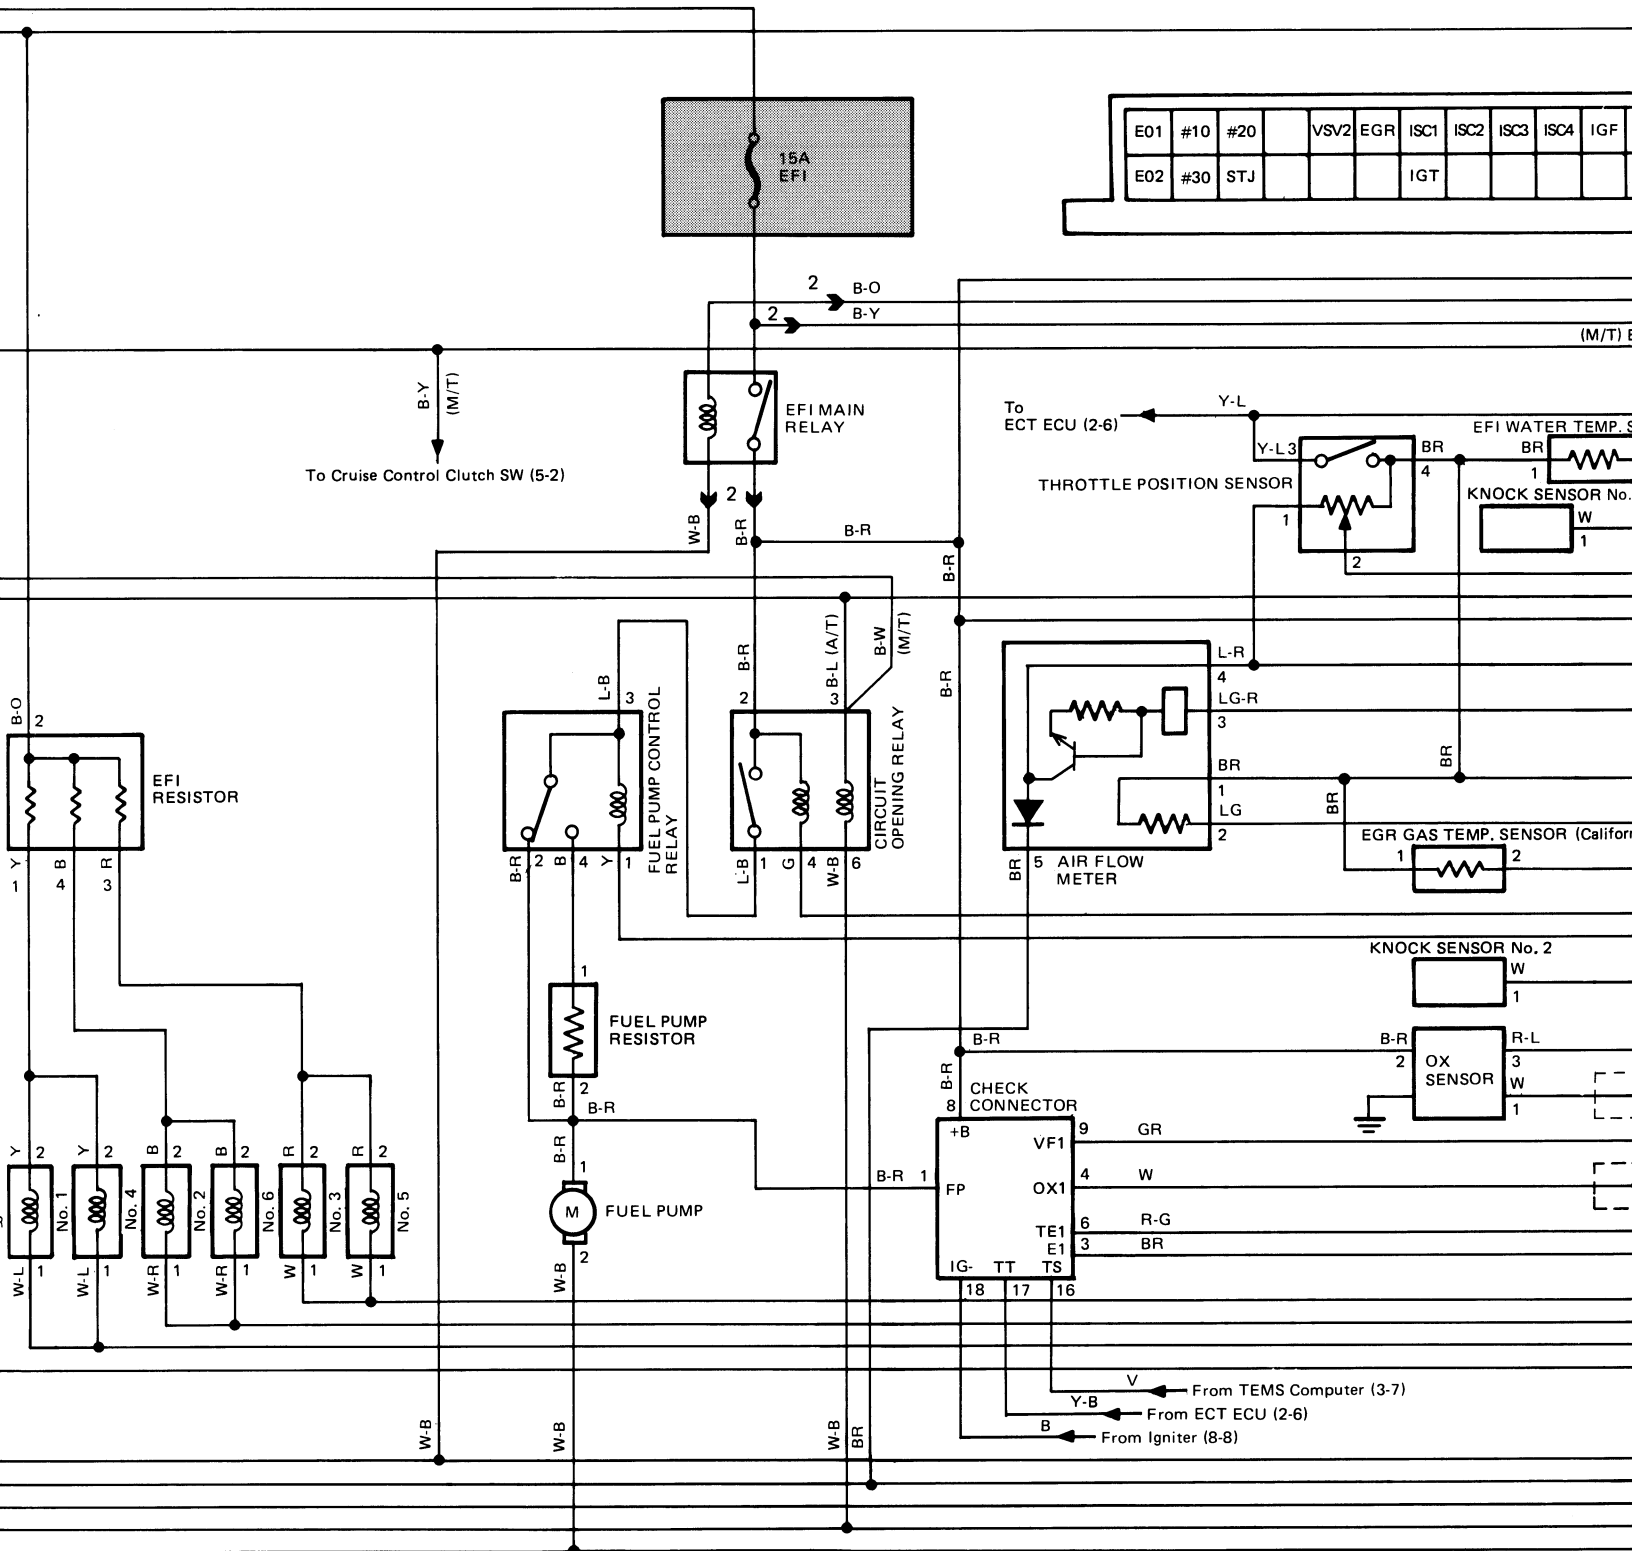 15A
EFI
E01 #10 #20 VSV2 EGR ISC1 ISC2 ISC3 ISC4 IGF
E02 #30 STJ IGT
2 B-O
2 B-Y
(M/T)
B-Y
(M/T)
To Cruise Control Clutch SW (5-2)
EFI MAIN
RELAY
To
ECT ECU (2-6)
Y-L
Y-L 3
BR
4
EFI WATER TEMP.
BR
1
THROTTLE POSITION SENSOR
1
2
KNOCK SENSOR No.
W
1
W-B
2
B-R
B-R
B-R
B-R
B-R
B-L (A/T)
B-W
(M/T)
L-B
3
2
3
B-O
2
EFI
RESISTOR
Y
1
B
4
R
3
FUEL PUMP CONTROL
RELAY
B-R
2
B
4
Y
1
CIRCUIT
OPENING RELAY
L-B
1
G
4
W-B
6
L-R
4
LG-R
3
BR
1
LG
2
BR
5
AIR FLOW
METER
BR
BR
EGR GAS TEMP. SENSOR (Califor
1
2
KNOCK SENSOR No. 2
W
1
B-R
2
OX
SENSOR
R-L
3
W
1
1
FUEL PUMP
RESISTOR
B-R
2
B-R
B-R
1
M
FUEL PUMP
2
W-B
B-R
B-R
8
CHECK
CONNECTOR
+B
VF1
9
GR
B-R
1
FP
OX1
4
W
TE1
6
R-G
E1
3
BR
IG-
TT
TS
18
17
16
Y
2
Y
2
B
2
B
2
R
2
R
2
No. 1
No. 4
No. 2
No. 6
No. 3
No. 5
W-L
1
W-L
1
W-R
1
W-R
1
W
1
W
1
V
From TEMS Computer (3-7)
Y-B
From ECT ECU (2-6)
B
From Igniter (8-8)
W-B
W-B
W-B
BR